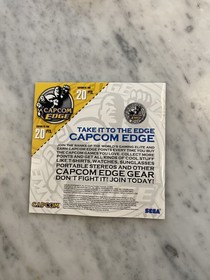 20
CAPCOM
EDGE
20
TAKE IT TO THE EDGE
CAPCOM EDGE
JOIN THE RANKS OF THE WORLD'S GAMING ELITE AND
EARN CAPCOM EDGE POINTS EVERY TIME YOU BUY
THE CAPCOM GAMES YOU LOVE. COLLECT MORE
POINTS AND GET ALL KINDS OF COOL STUFF
LIKE T-SHIRTS, WATCHES, SUNGLASSES
PORTABLE STEREOS AND OTHER
CAPCOM EDGE GEAR
DON'T FIGHT IT! JOIN TODAY!
CAPCOM
SEGA